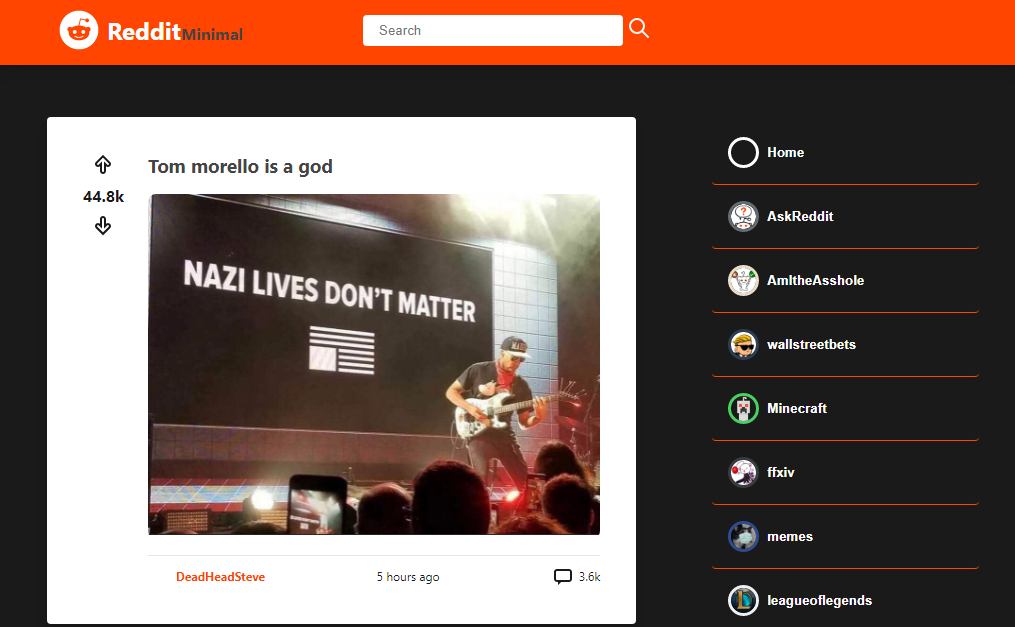 RedditMinimal
Search
Tom morello is a god
44.8k
NAZI LIVES DON'T MATTER
DeadHeadSteve
5 hours ago
3.6k
Home
AskReddit
AmItheAsshole
wallstreetbets
Minecraft
ffxiv
memes
leagueoflegends